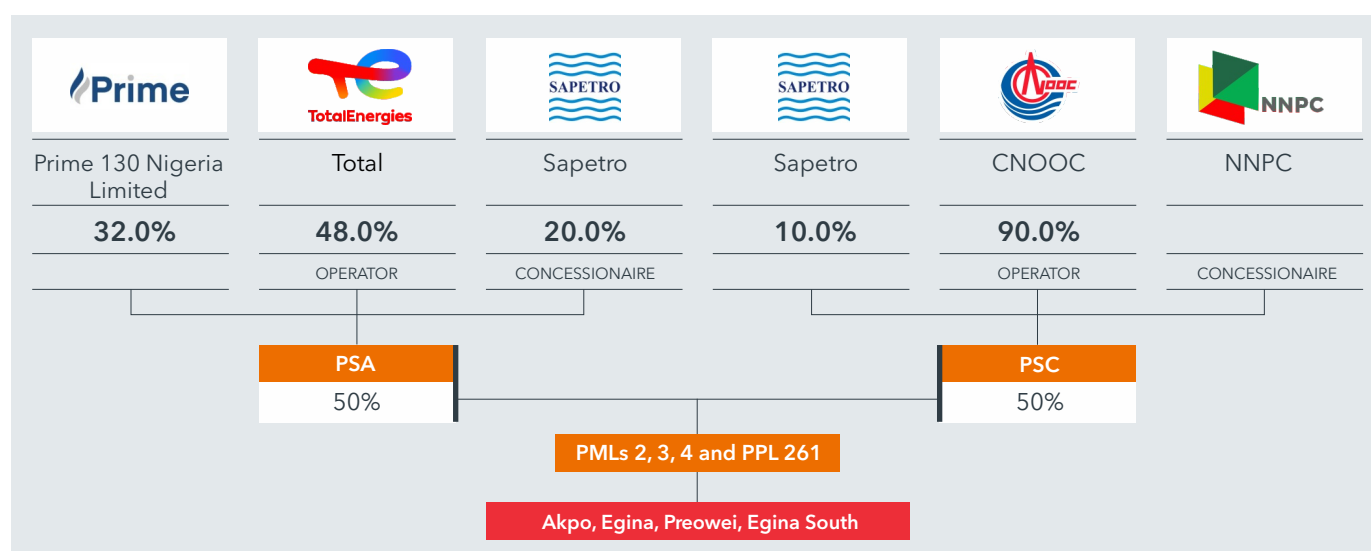 Prime
TotalEnergies
SAPETRO
SAPETRO
CNOOC
NNPC
Prime 130 Nigeria
Limited
Total
Sapetro
Sapetro
CNOOC
NNPC
32.0%
48.0%
20.0%
10.0%
90.0%
OPERATOR
CONCESSIONAIRE
OPERATOR
CONCESSIONAIRE
PSA
PSC
50%
50%
PMLs 2, 3, 4 and PPL 261
Akpo, Egina, Preowei, Egina South